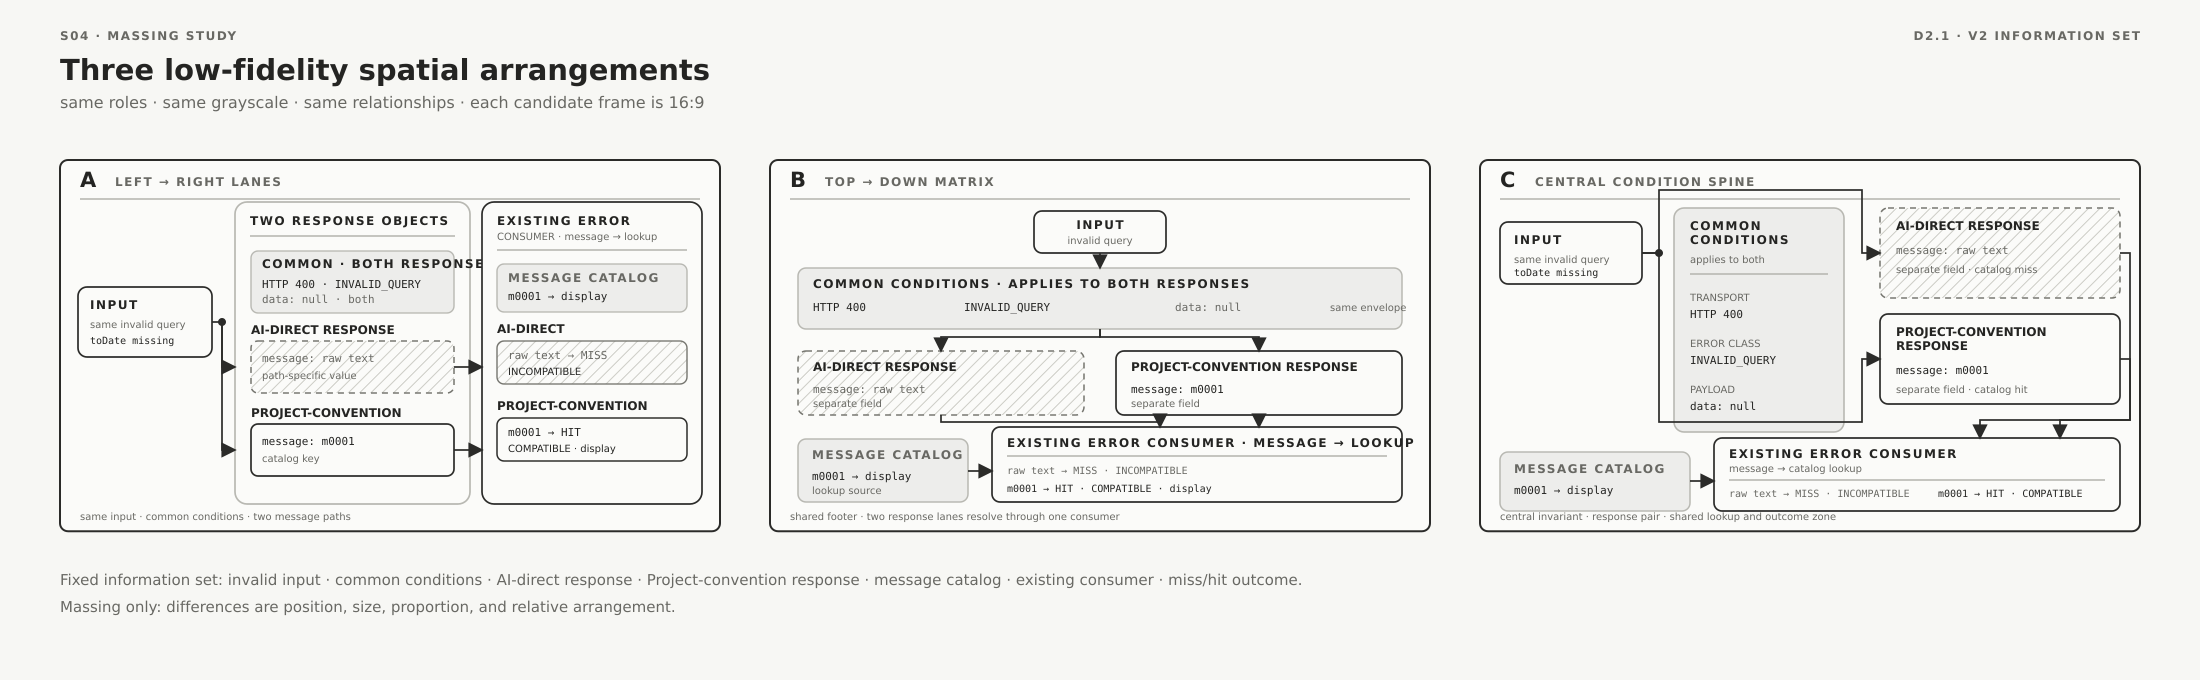 S04 · MASSING STUDY
D2.1 · V2 INFORMATION SET
Three low-fidelity spatial arrangements
same roles · same grayscale · same relationships · each candidate frame is 16:9
A LEFT → RIGHT LANES
INPUT
same invalid query
toDate missing
TWO RESPONSE OBJECTS
COMMON · BOTH RESPONSE
HTTP 400 · INVALID_QUERY
data: null · both
AI-DIRECT RESPONSE
message: raw text
path-specific value
PROJECT-CONVENTION
message: m0001
catalog key
EXISTING ERROR
CONSUMER · message → lookup
MESSAGE CATALOG
m0001 → display
AI-DIRECT
raw text → MISS
INCOMPATIBLE
PROJECT-CONVENTION
m0001 → HIT
COMPATIBLE · display
same input · common conditions · two message paths
B TOP → DOWN MATRIX
INPUT
invalid query
COMMON CONDITIONS · APPLIES TO BOTH RESPONSES
HTTP 400 INVALID_QUERY data: null same envelope
AI-DIRECT RESPONSE
message: raw text
separate field
PROJECT-CONVENTION RESPONSE
message: m0001
separate field
MESSAGE CATALOG
m0001 → display
lookup source
EXISTING ERROR CONSUMER · MESSAGE → LOOKUP
raw text → MISS · INCOMPATIBLE
m0001 → HIT · COMPATIBLE · display
shared footer · two response lanes resolve through one consumer
C CENTRAL CONDITION SPINE
INPUT
same invalid query
toDate missing
COMMON
CONDITIONS
applies to both
TRANSPORT
HTTP 400
ERROR CLASS
INVALID_QUERY
PAYLOAD
data: null
AI-DIRECT RESPONSE
message: raw text
separate field · catalog miss
PROJECT-CONVENTION
RESPONSE
message: m0001
separate field · catalog hit
MESSAGE CATALOG
m0001 → display
EXISTING ERROR CONSUMER
message → catalog lookup
raw text → MISS · INCOMPATIBLE m0001 → HIT · COMPATIBLE
central invariant · response pair · shared lookup and outcome zone
Fixed information set: invalid input · common conditions · AI-direct response · Project-convention response · message catalog · existing consumer · miss/hit outcome.
Massing only: differences are position, size, proportion, and relative arrangement.